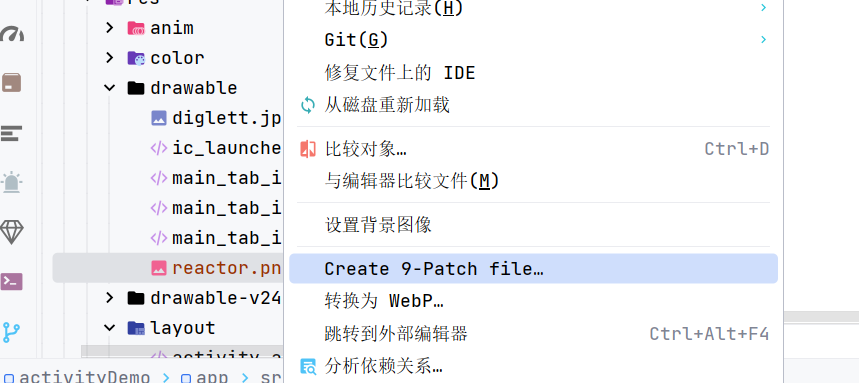 res
anim
color
drawable
diglett.jp
ic_launche
main_tab_i
main_tab_i
main_tab_i
reactor.pn
drawable-v24
layout
activity_a
activityDemo > app > sr
本地历史记录(H)
Git(G)
修复文件上的 IDE
从磁盘重新加载
比较对象… Ctrl+D
与编辑器比较文件(M)
设置背景图像
Create 9-Patch file…
转换为 WebP…
跳转到外部编辑器 Ctrl+Alt+F4
分析依赖关系…